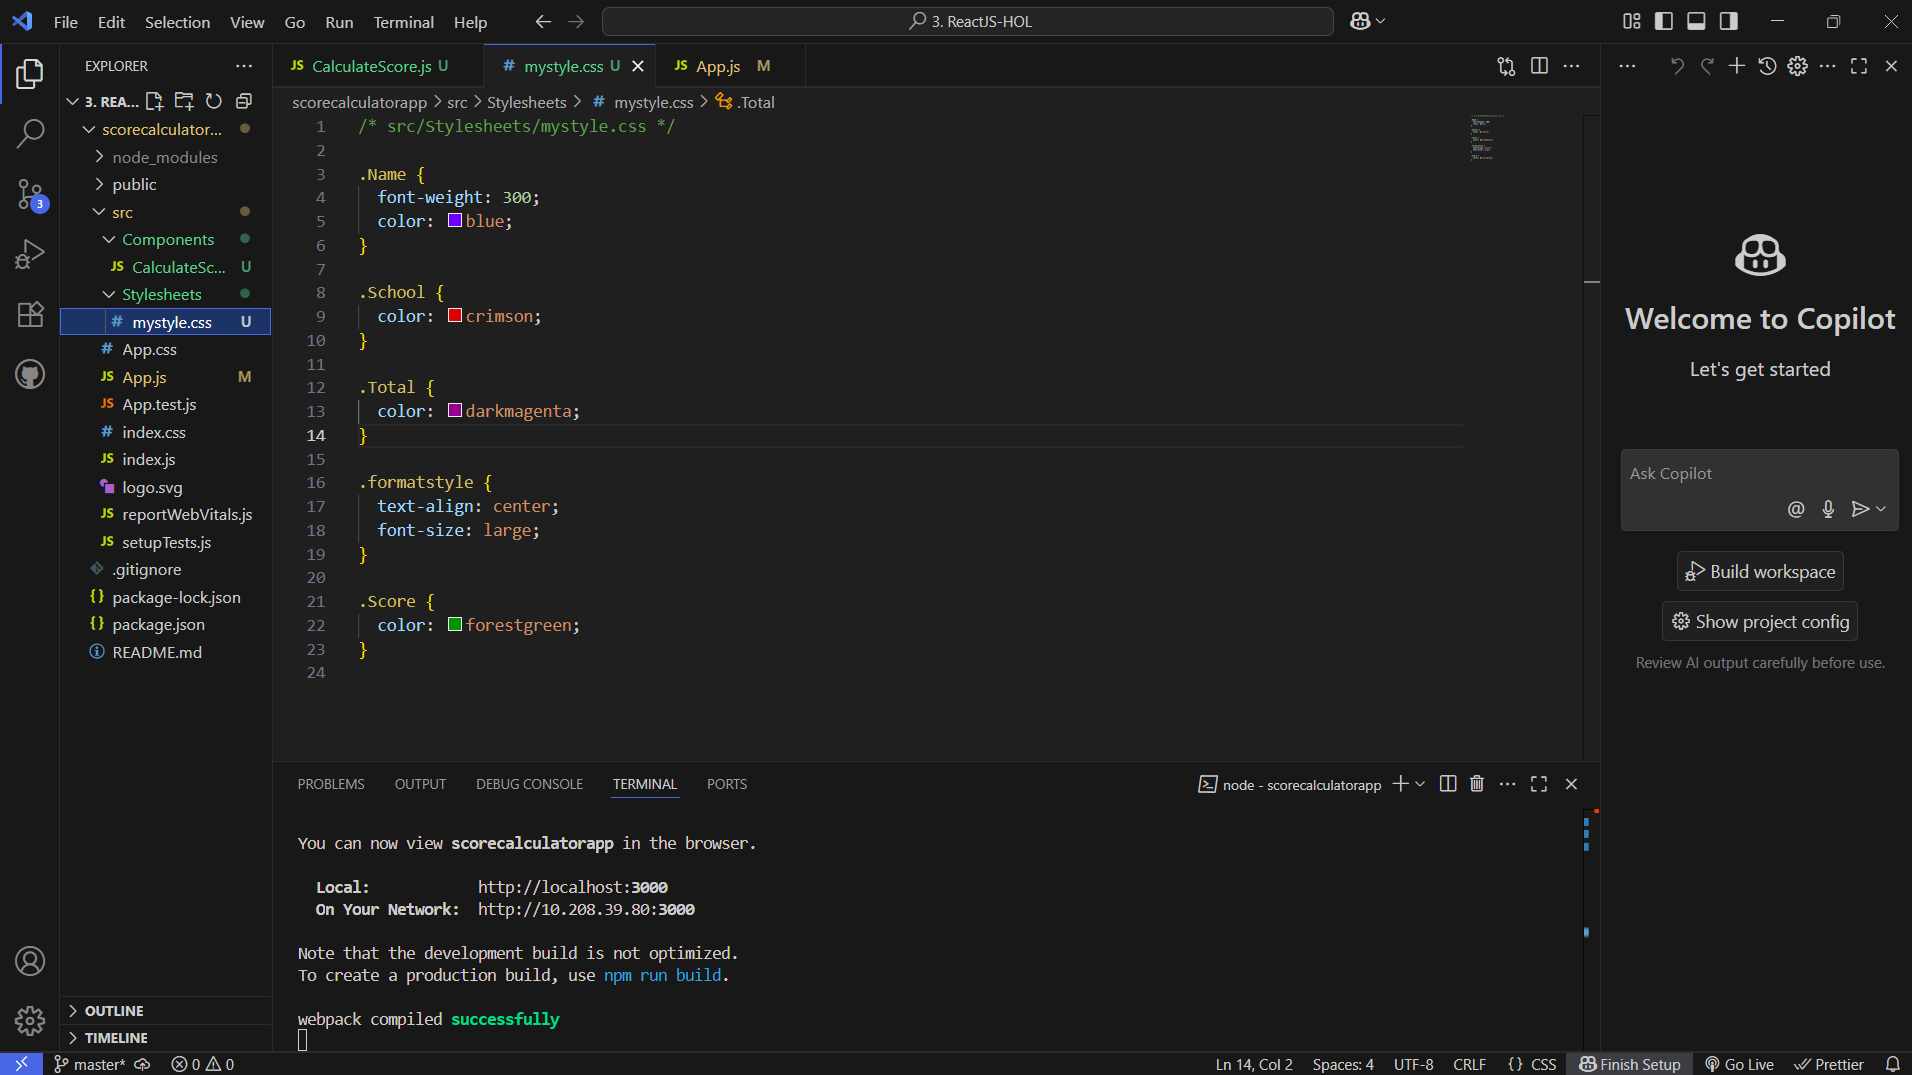 File Edit Selection View Go Run Terminal Help
3. ReactJS-HOL
EXPLORER
3. REA...
scorecalculator...
node_modules
public
src
Components
JS CalculateSc... U
Stylesheets
# mystyle.css U
# App.css
JS App.js M
JS App.test.js
# index.css
JS index.js
logo.svg
JS reportWebVitals.js
JS setupTests.js
.gitignore
{} package-lock.json
{} package.json
README.md
OUTLINE
TIMELINE
3
JS CalculateScore.js U
# mystyle.css U
JS App.js M
scorecalculatorapp > src > Stylesheets > # mystyle.css > .Total
1 /* src/Stylesheets/mystyle.css */
2
3 .Name {
4 font-weight: 300;
5 color: blue;
6 }
7
8 .School {
9 color: crimson;
10 }
11
12 .Total {
13 color: darkmagenta;
14 }
15
16 .formatstyle {
17 text-align: center;
18 font-size: large;
19 }
20
21 .Score {
22 color: forestgreen;
23 }
24
PROBLEMS OUTPUT DEBUG CONSOLE TERMINAL PORTS
node - scorecalculatorapp
You can now view scorecalculatorapp in the browser.
Local: http://localhost:3000
On Your Network: http://10.208.39.80:3000
Note that the development build is not optimized.
To create a production build, use npm run build.
webpack compiled successfully
Welcome to Copilot
Let's get started
Ask Copilot
@
Build workspace
Show project config
Review AI output carefully before use.
master* 0 0
Ln 14, Col 2 Spaces: 4 UTF-8 CRLF {} CSS Finish Setup Go Live Prettier